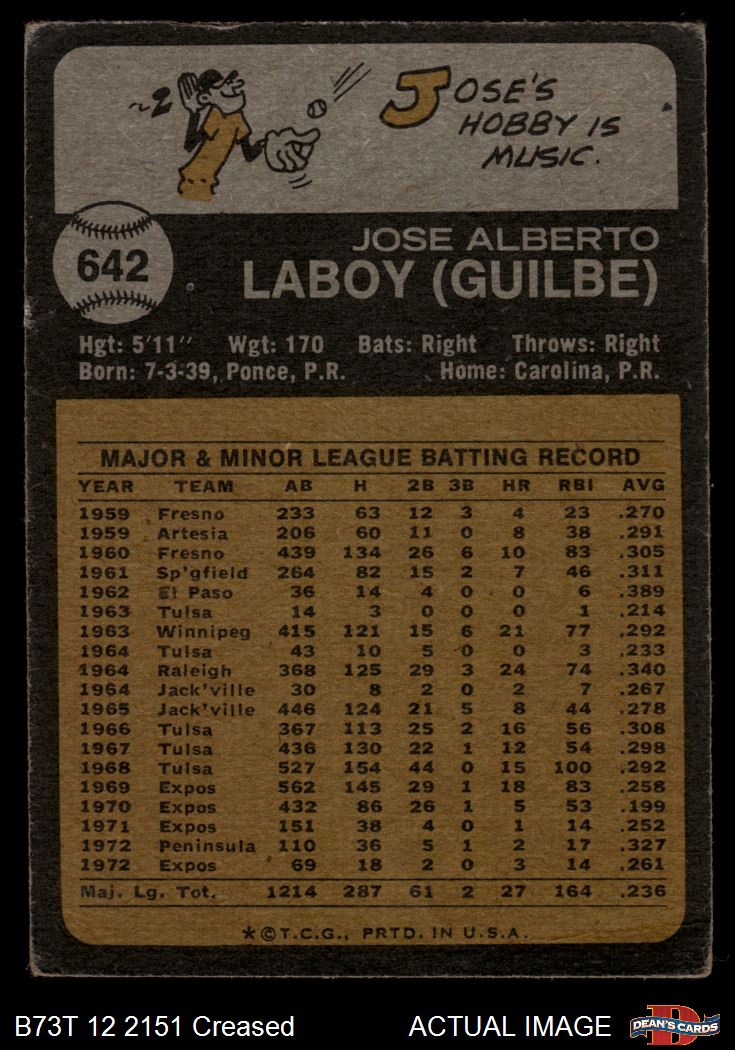 ~2
JOSE'S
HOBBY IS
MUSIC.
642
JOSE ALBERTO
LABOY (GUILBE)
Hgt: 5'11" Wgt: 170 Bats: Right Throws: Right
Born: 7-3-39, Ponce, P.R. Home: Carolina, P.R.
MAJOR & MINOR LEAGUE BATTING RECORD
YEAR TEAM AB H 2B 3B HR RBI AVG
1959 Fresno 233 63 12 3 4 23 .270
1959 Artesia 206 60 11 0 8 38 .291
1960 Fresno 439 134 26 6 10 83 .305
1961 Sp'gfield 264 82 15 2 7 46 .311
1962 El Paso 36 14 4 0 0 6 .389
1963 Tulsa 14 3 0 0 0 1 .214
1963 Winnipeg 415 121 15 6 21 77 .292
1964 Tulsa 43 10 5 0 0 3 .233
1964 Raleigh 368 125 29 3 24 74 .340
1964 Jack'ville 30 8 2 0 2 7 .267
1965 Jack'ville 446 124 21 5 8 44 .278
1966 Tulsa 367 113 25 2 16 56 .308
1967 Tulsa 436 130 22 1 12 54 .298
1968 Tulsa 527 154 44 0 15 100 .292
1969 Expos 562 145 29 1 18 83 .258
1970 Expos 432 86 26 1 5 53 .199
1971 Expos 151 38 4 0 1 14 .252
1972 Peninsula 110 36 5 1 2 17 .327
1972 Expos 69 18 2 0 3 14 .261
Maj. Lg. Tot. 1214 287 61 2 27 164 .236
*©T.C.G., PRTD. IN U.S.A.
B73T 12 2151 Creased ACTUAL IMAGE
D
DEAN'S CARDS